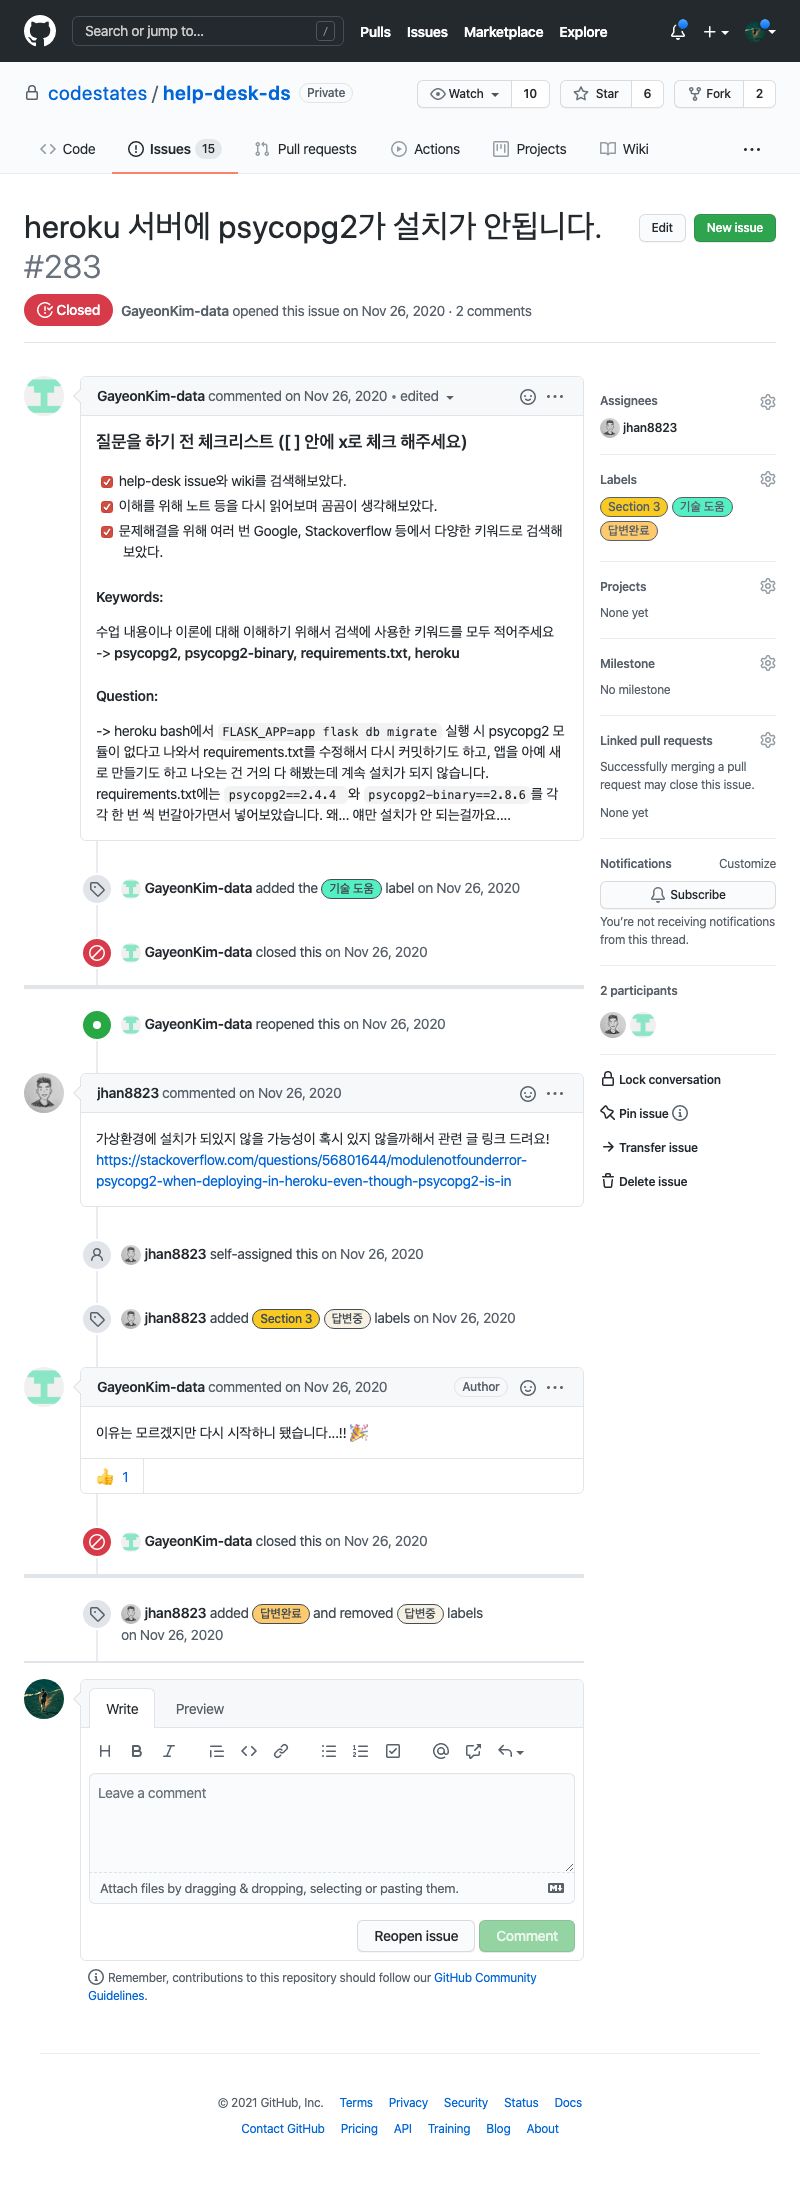 Search or jump to...
/
Pulls Issues Marketplace Explore
codestates / help-desk-ds Private
Watch 10 Star 6 Fork 2
Code Issues 15 Pull requests Actions Projects Wiki
heroku 서버에 psycopg2가 설치가 안됩니다.
#283
Edit New issue
Closed GayeonKim-data opened this issue on Nov 26, 2020 · 2 comments
GayeonKim-data commented on Nov 26, 2020 • edited
질문을 하기 전 체크리스트 ([ ] 안에 x로 체크 해주세요)
help-desk issue와 wiki를 검색해보았다.
이해를 위해 노트 등을 다시 읽어보며 곰곰이 생각해보았다.
문제해결을 위해 여러 번 Google, Stackoverflow 등에서 다양한 키워드로 검색해
보았다.
Keywords:
수업 내용이나 이론에 대해 이해하기 위해서 검색에 사용한 키워드를 모두 적어주세요
-> psycopg2, psycopg2-binary, requirements.txt, heroku
Question:
-> heroku bash에서 FLASK_APP=app flask db migrate 실행 시 psycopg2 모
듈이 없다고 나와서 requirements.txt를 수정해서 다시 커밋하기도 하고, 앱을 아예 새
로 만들기도 하고 나오는 건 거의 다 해봤는데 계속 설치가 되지 않습니다.
requirements.txt에는 psycopg2==2.4.4 와 psycopg2-binary==2.8.6 를 각
각 한 번 씩 번갈아가면서 넣어보았습니다. 왜... 얘만 설치가 안 되는걸까요....
GayeonKim-data added the 기술 도움 label on Nov 26, 2020
GayeonKim-data closed this on Nov 26, 2020
GayeonKim-data reopened this on Nov 26, 2020
jhan8823 commented on Nov 26, 2020
가상환경에 설치가 되있지 않을 가능성이 혹시 있지 않을까해서 관련 글 링크 드려요!
https://stackoverflow.com/questions/56801644/modulenotfounderror-
psycopg2-when-deploying-in-heroku-even-though-psycopg2-is-in
jhan8823 self-assigned this on Nov 26, 2020
jhan8823 added Section 3 답변중 labels on Nov 26, 2020
GayeonKim-data commented on Nov 26, 2020 Author
이유는 모르겠지만 다시 시작하니 됐습니다...!! 🎉
👍 1
GayeonKim-data closed this on Nov 26, 2020
jhan8823 added 답변완료 and removed 답변중 labels
on Nov 26, 2020
Write Preview
Leave a comment
Attach files by dragging & dropping, selecting or pasting them.
Reopen issue Comment
Remember, contributions to this repository should follow our GitHub Community
Guidelines.
Assignees
jhan8823
Labels
Section 3 기술 도움
답변완료
Projects
None yet
Milestone
No milestone
Linked pull requests
Successfully merging a pull
request may close this issue.
None yet
Notifications Customize
Subscribe
You're not receiving notifications
from this thread.
2 participants
Lock conversation
Pin issue
Transfer issue
Delete issue
© 2021 GitHub, Inc. Terms Privacy Security Status Docs
Contact GitHub Pricing API Training Blog About